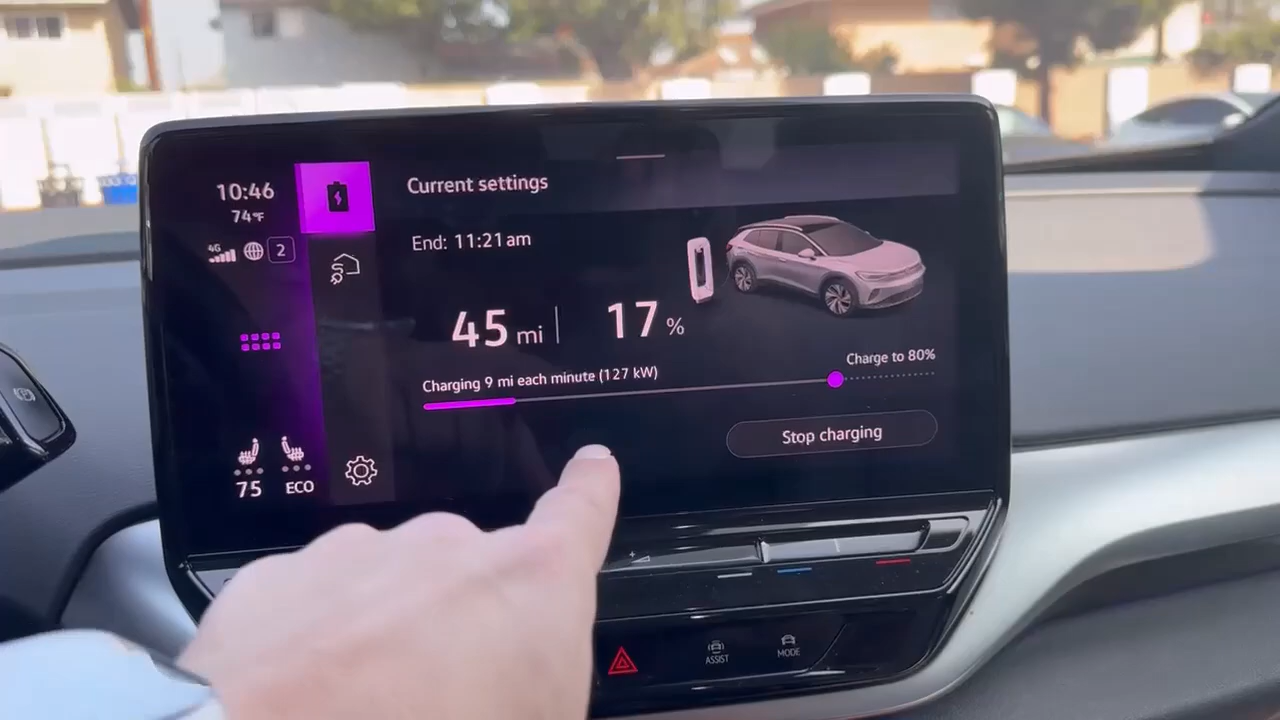 10:46
74°F
4G
2
Current settings
End: 11:21 am
45 mi
17 %
Charging 9 mi each minute (127 kW)
Charge to 80%
Stop charging
75
ECO
ASSIST
MODE